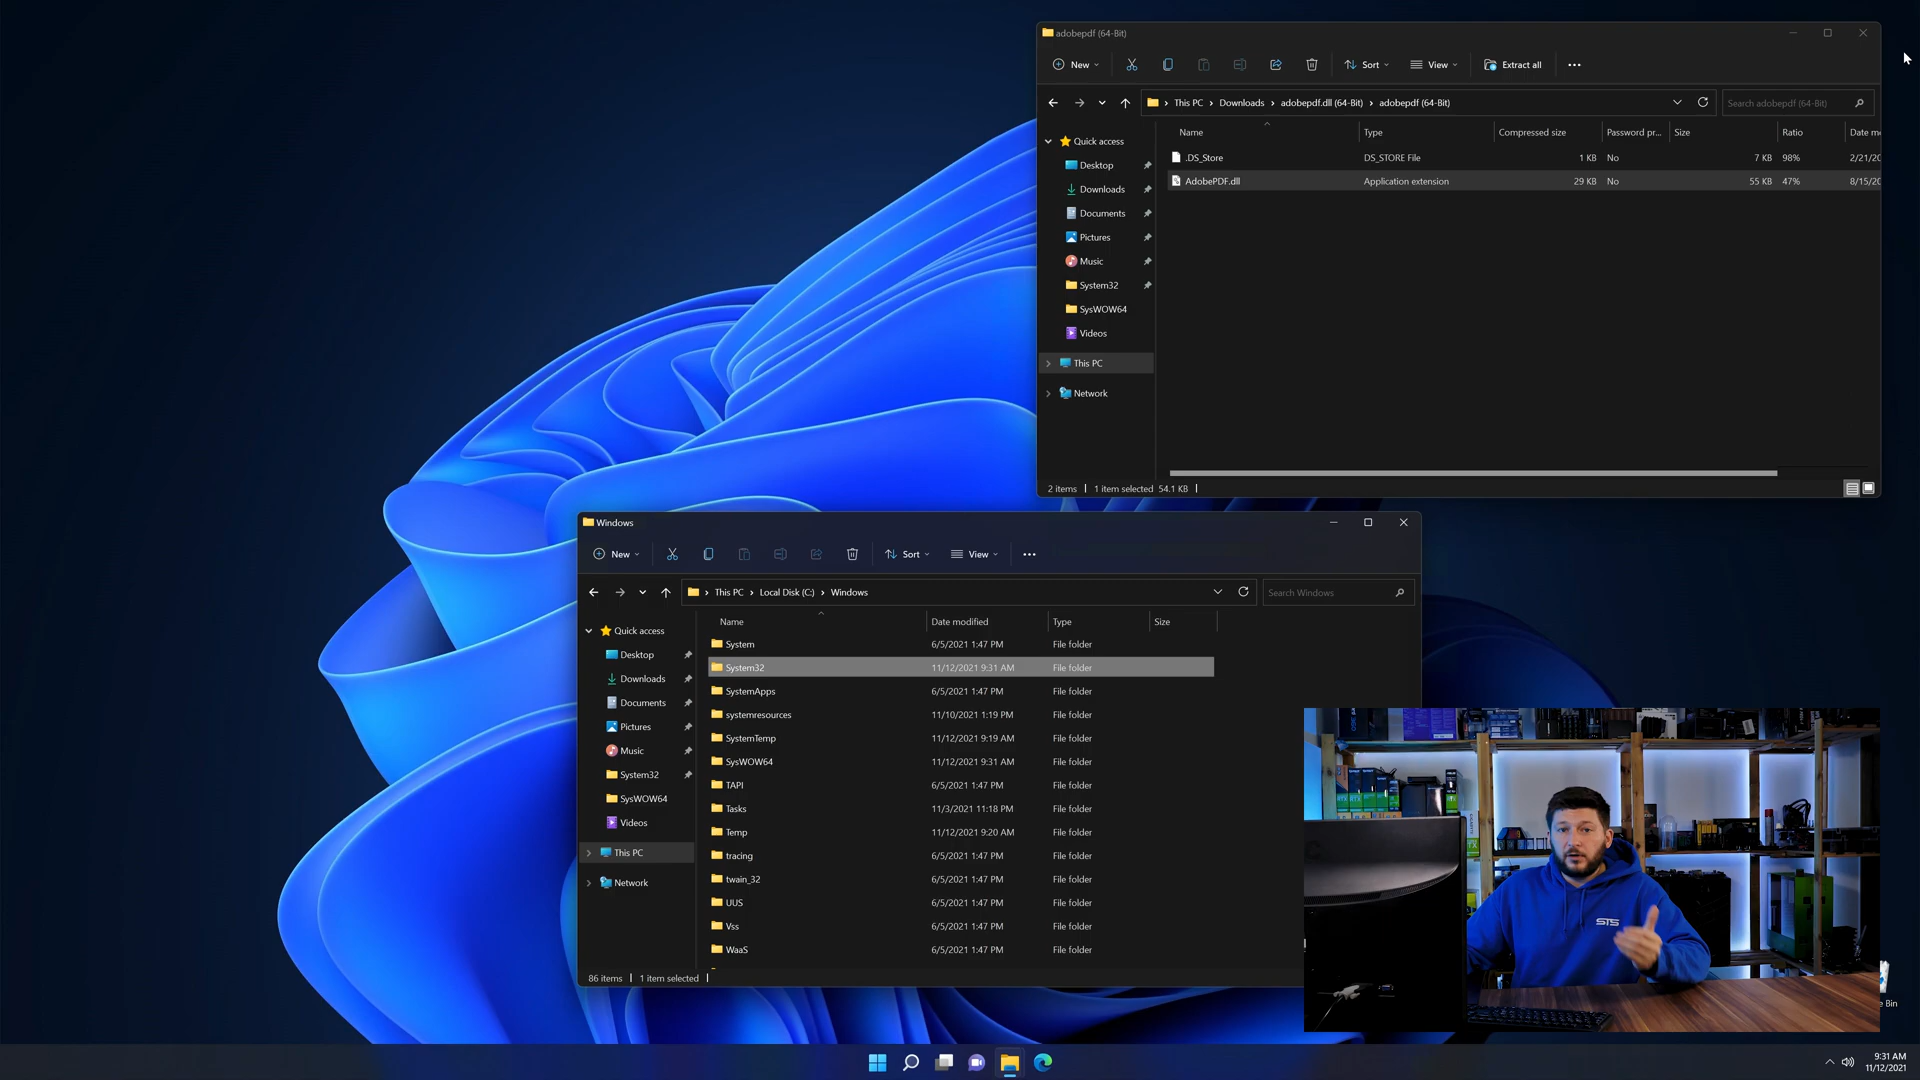 adobepdf (64-Bit)
New
Sort
View
Extract all
This PC
Downloads
adobepdf.dll (64-Bit)
adobepdf (64-Bit)
Search adobepdf (64-Bit)
Name
Type
Compressed size
Password pr...
Size
Ratio
Date m
.DS_Store
DS_STORE File
1 KB
No
7 KB
98%
2/21/20
AdobePDF.dll
Application extension
29 KB
No
55 KB
47%
8/15/20
Quick access
Desktop
Downloads
Documents
Pictures
Music
System32
SysWOW64
Videos
This PC
Network
2 items
1 item selected 54.1 KB
Windows
New
Sort
View
This PC
Local Disk (C:)
Windows
Search Windows
Name
Date modified
Type
Size
Quick access
Desktop
Downloads
Documents
Pictures
Music
System32
SysWOW64
Videos
This PC
Network
System 6/5/2021 1:47 PM File folder
System32 11/12/2021 9:31 AM File folder
SystemApps 6/5/2021 1:47 PM File folder
systemresources 11/10/2021 1:19 PM File folder
SystemTemp 11/12/2021 9:19 AM File folder
SysWOW64 11/12/2021 9:31 AM File folder
TAPI 6/5/2021 1:47 PM File folder
Tasks 11/3/2021 11:18 PM File folder
Temp 11/12/2021 9:20 AM File folder
tracing 6/5/2021 1:47 PM File folder
twain_32 6/5/2021 1:47 PM File folder
UUS 6/5/2021 1:47 PM File folder
Vss 6/5/2021 1:47 PM File folder
WaaS 6/5/2021 1:47 PM File folder
86 items
1 item selected
STS
e Bin
9:31 AM
11/12/2021